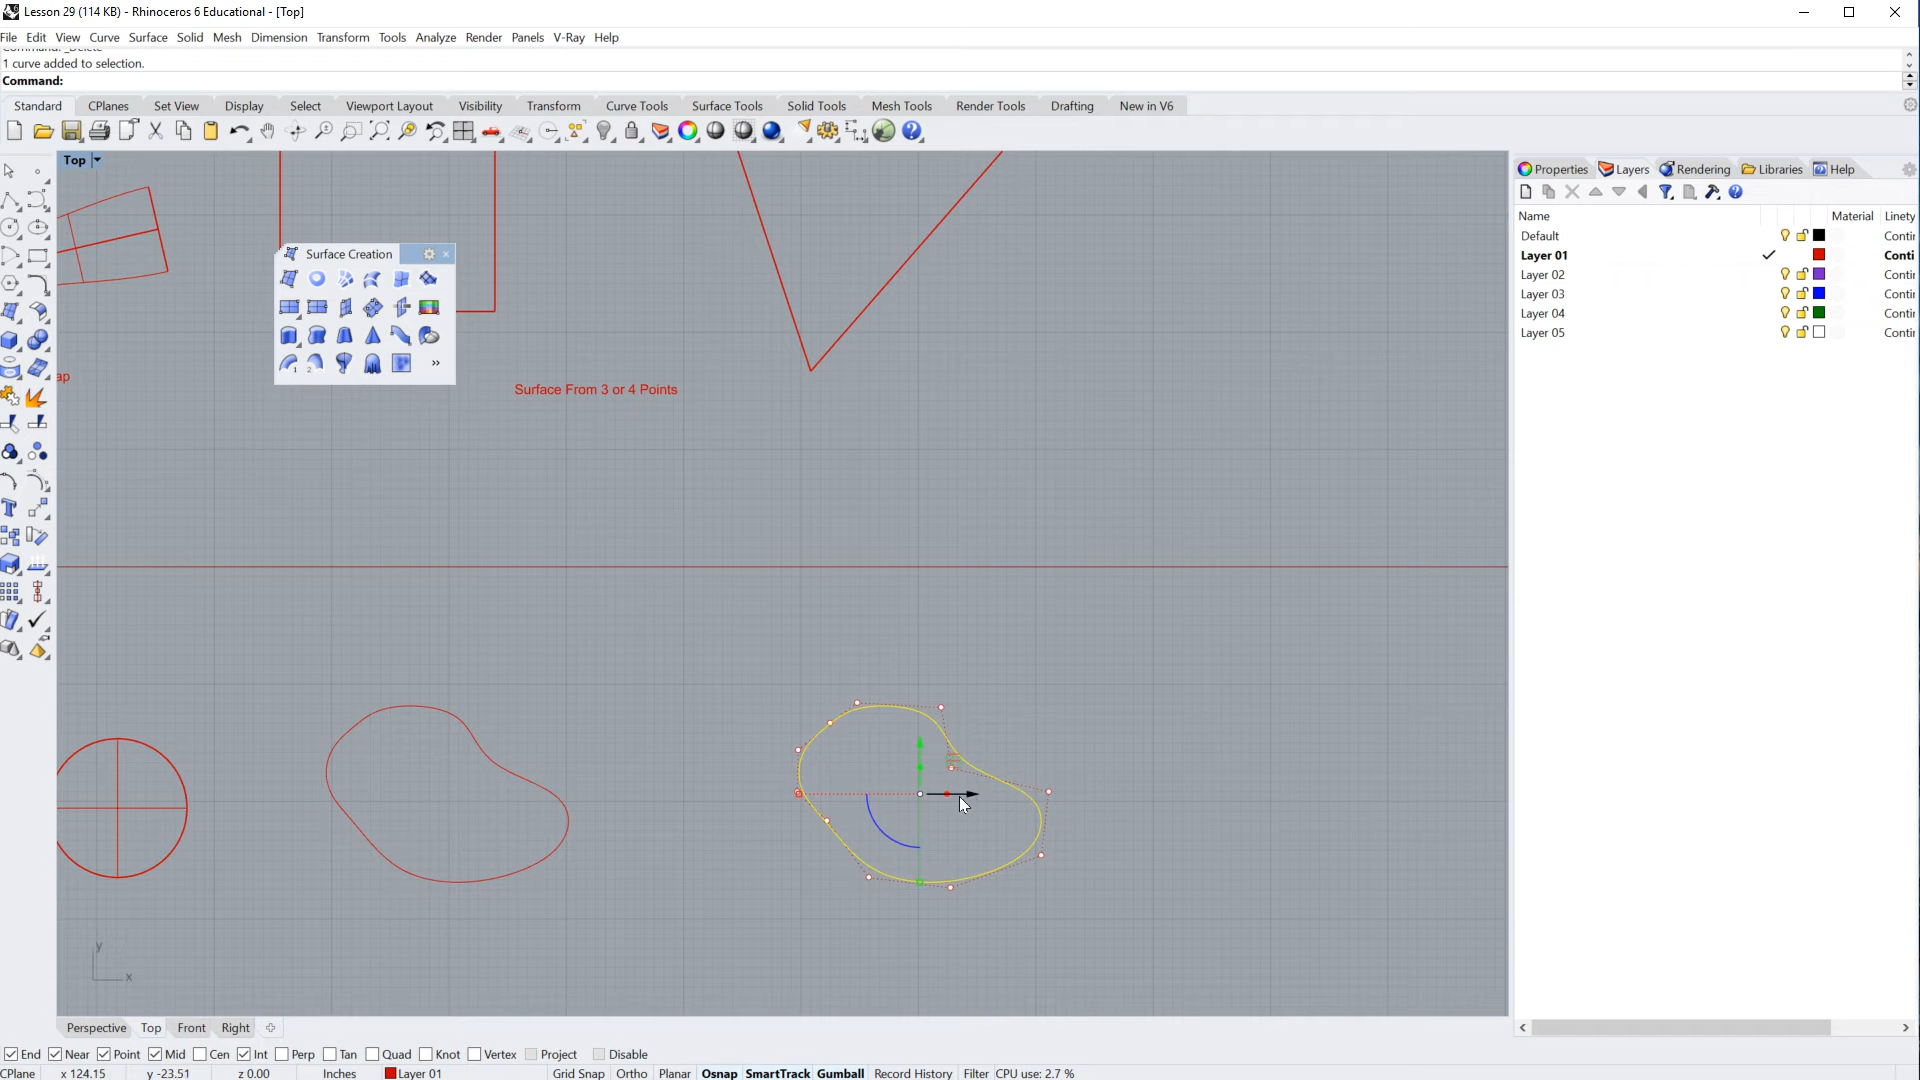 Lesson 29 (114 KB) - Rhinoceros 6 Educational - [Top]
File Edit View Curve Surface Solid Mesh Dimension Transform Tools Analyze Render Panels V-Ray Help
Command: _Delete
1 curve added to selection.
Command:
Standard CPlanes Set View Display Select Viewport Layout Visibility Transform Curve Tools Surface Tools Solid Tools Mesh Tools Render Tools Drafting New in V6
Top
Properties Layers Rendering Libraries Help
Name Material Linety
Default Contir
Layer 01 Conti
Layer 02 Contir
Layer 03 Contir
Layer 04 Contir
Layer 05 Contir
Surface Creation
1 2 »
ap
Surface From 3 or 4 Points
y
x
Perspective Top Front Right
End Near Point Mid Cen Int Perp Tan Quad Knot Vertex Project Disable
CPlane x 124.15 y -23.51 z 0.00 Inches Layer 01 Grid Snap Ortho Planar Osnap SmartTrack Gumball Record History Filter CPU use: 2.7 %